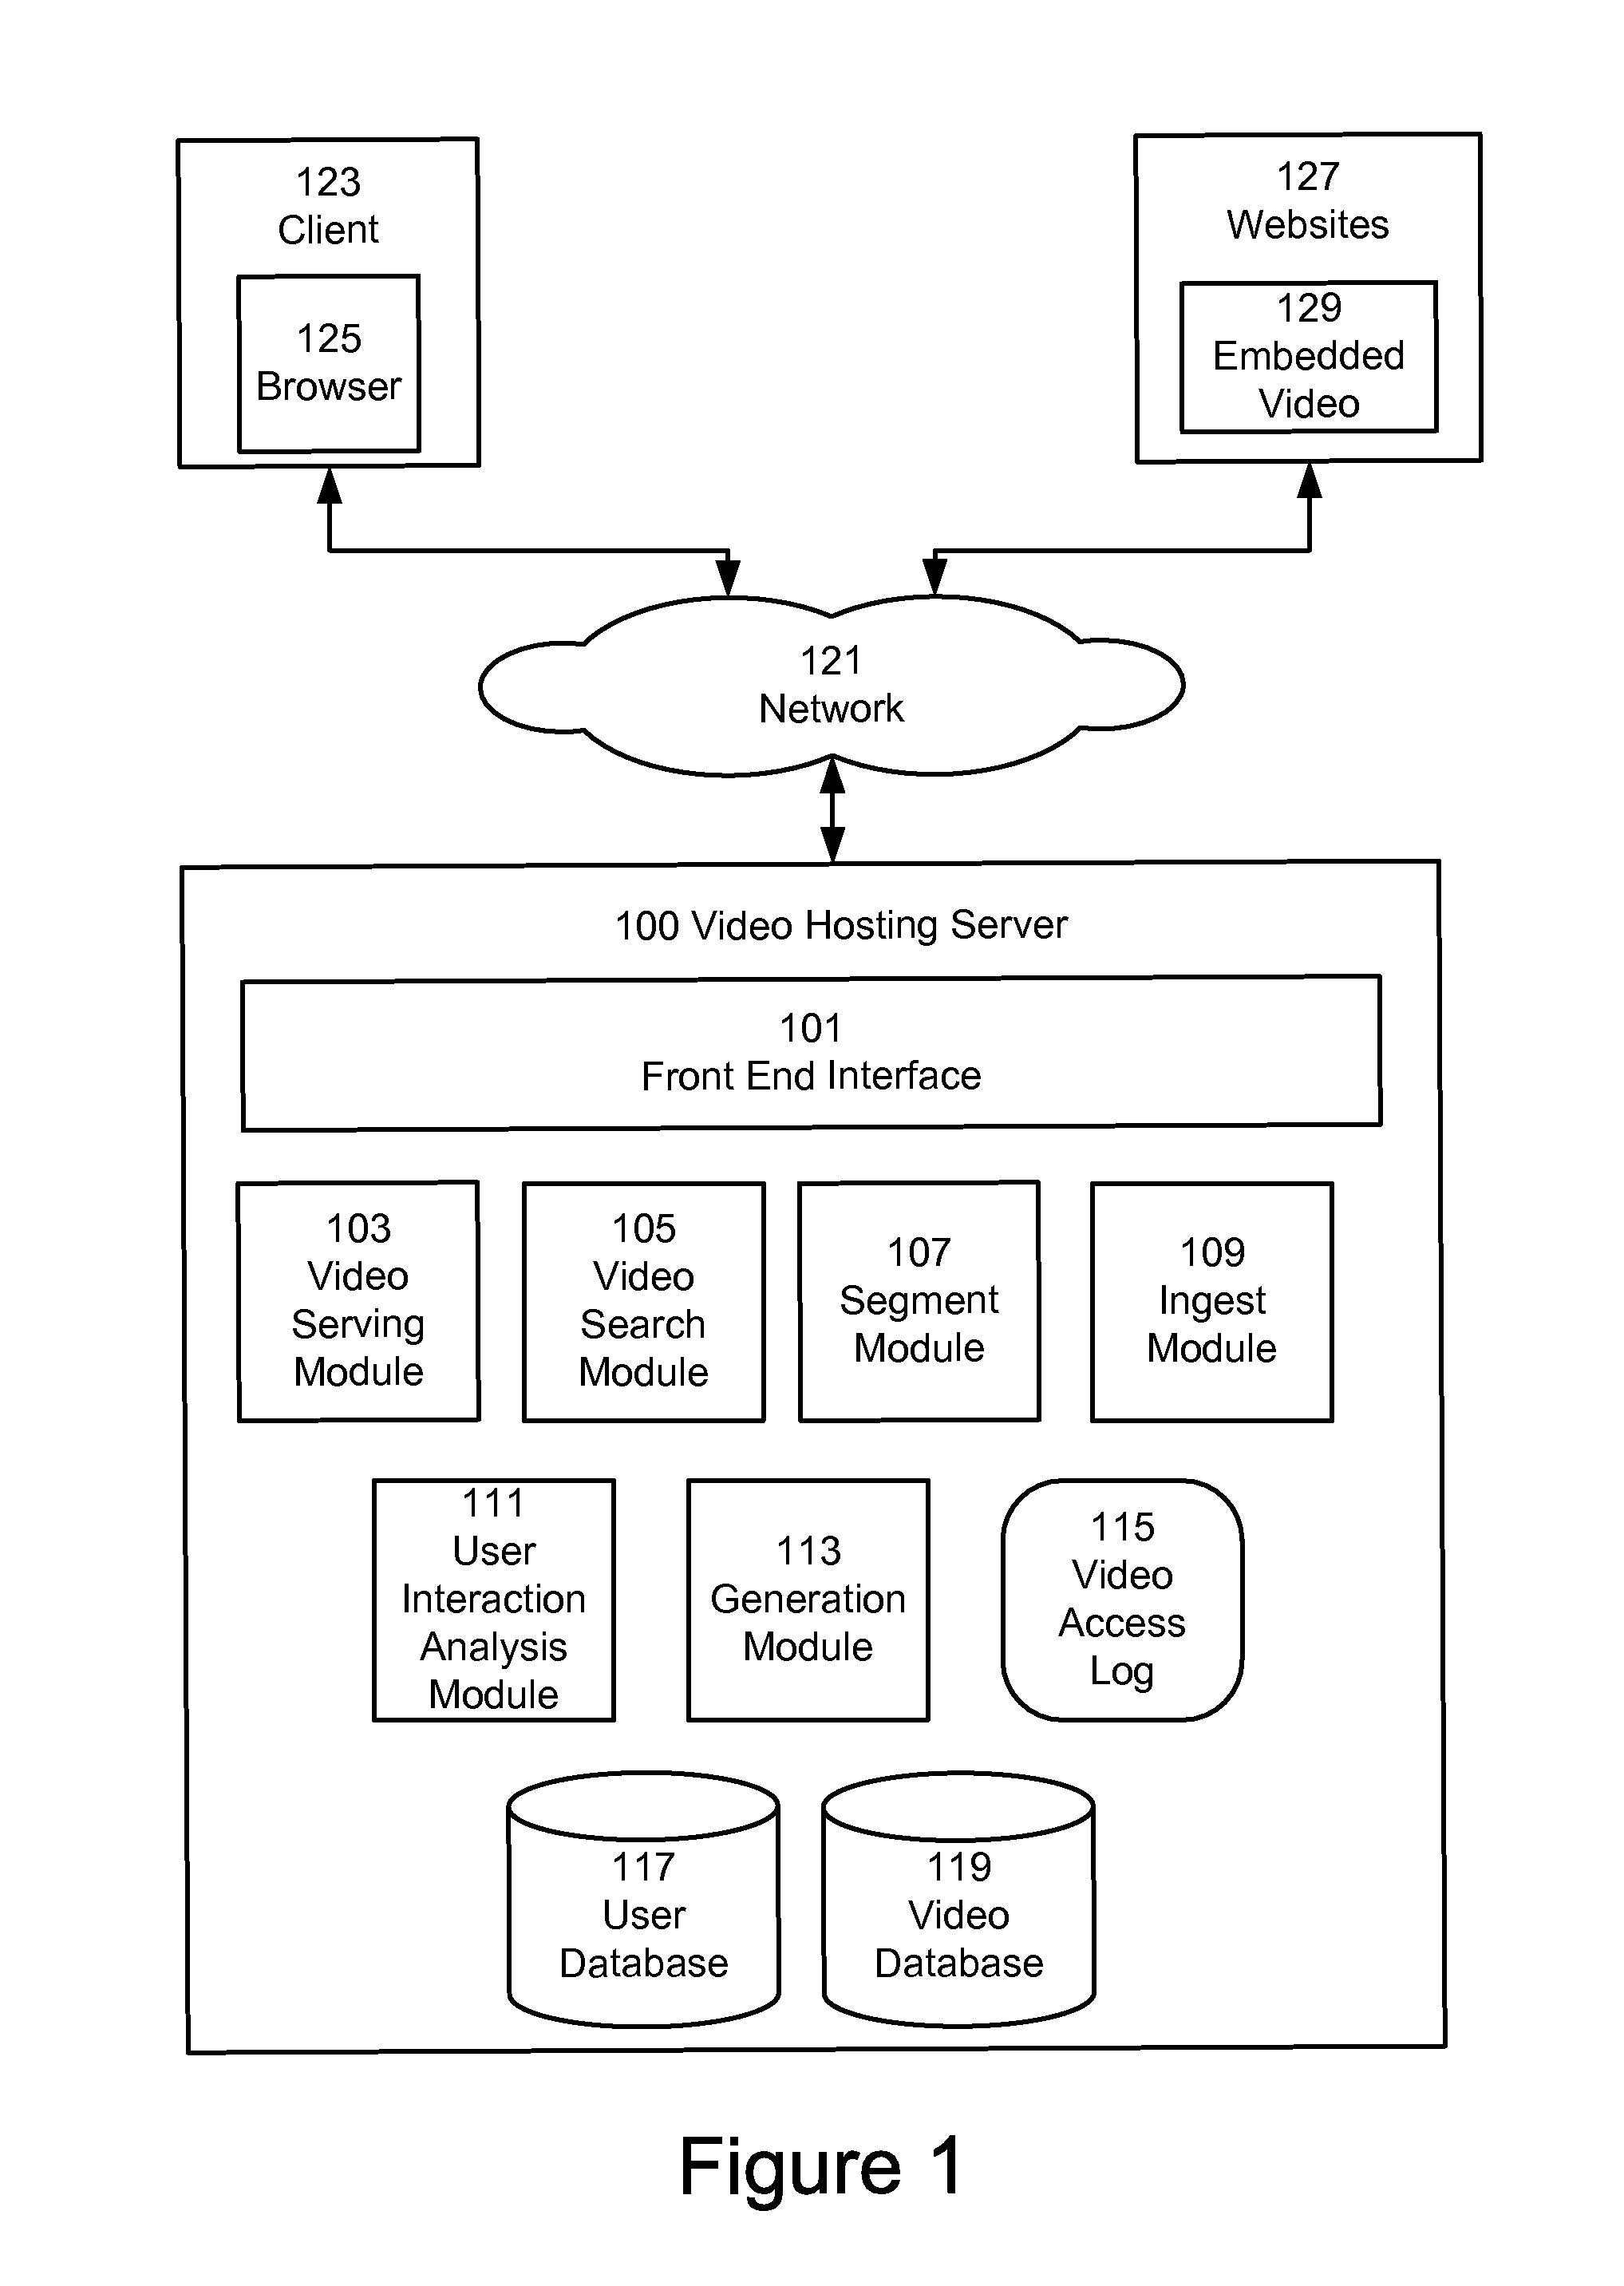 123
Client
125
Browser
127
Websites
129
Embedded
Video
121
Network
100 Video Hosting Server
101
Front End Interface
103
Video
Serving
Module
105
Video
Search
Module
107
Segment
Module
109
Ingest
Module
111
User
Interaction
Analysis
Module
113
Generation
Module
115
Video
Access
Log
117
User
Database
119
Video
Database
Figure 1